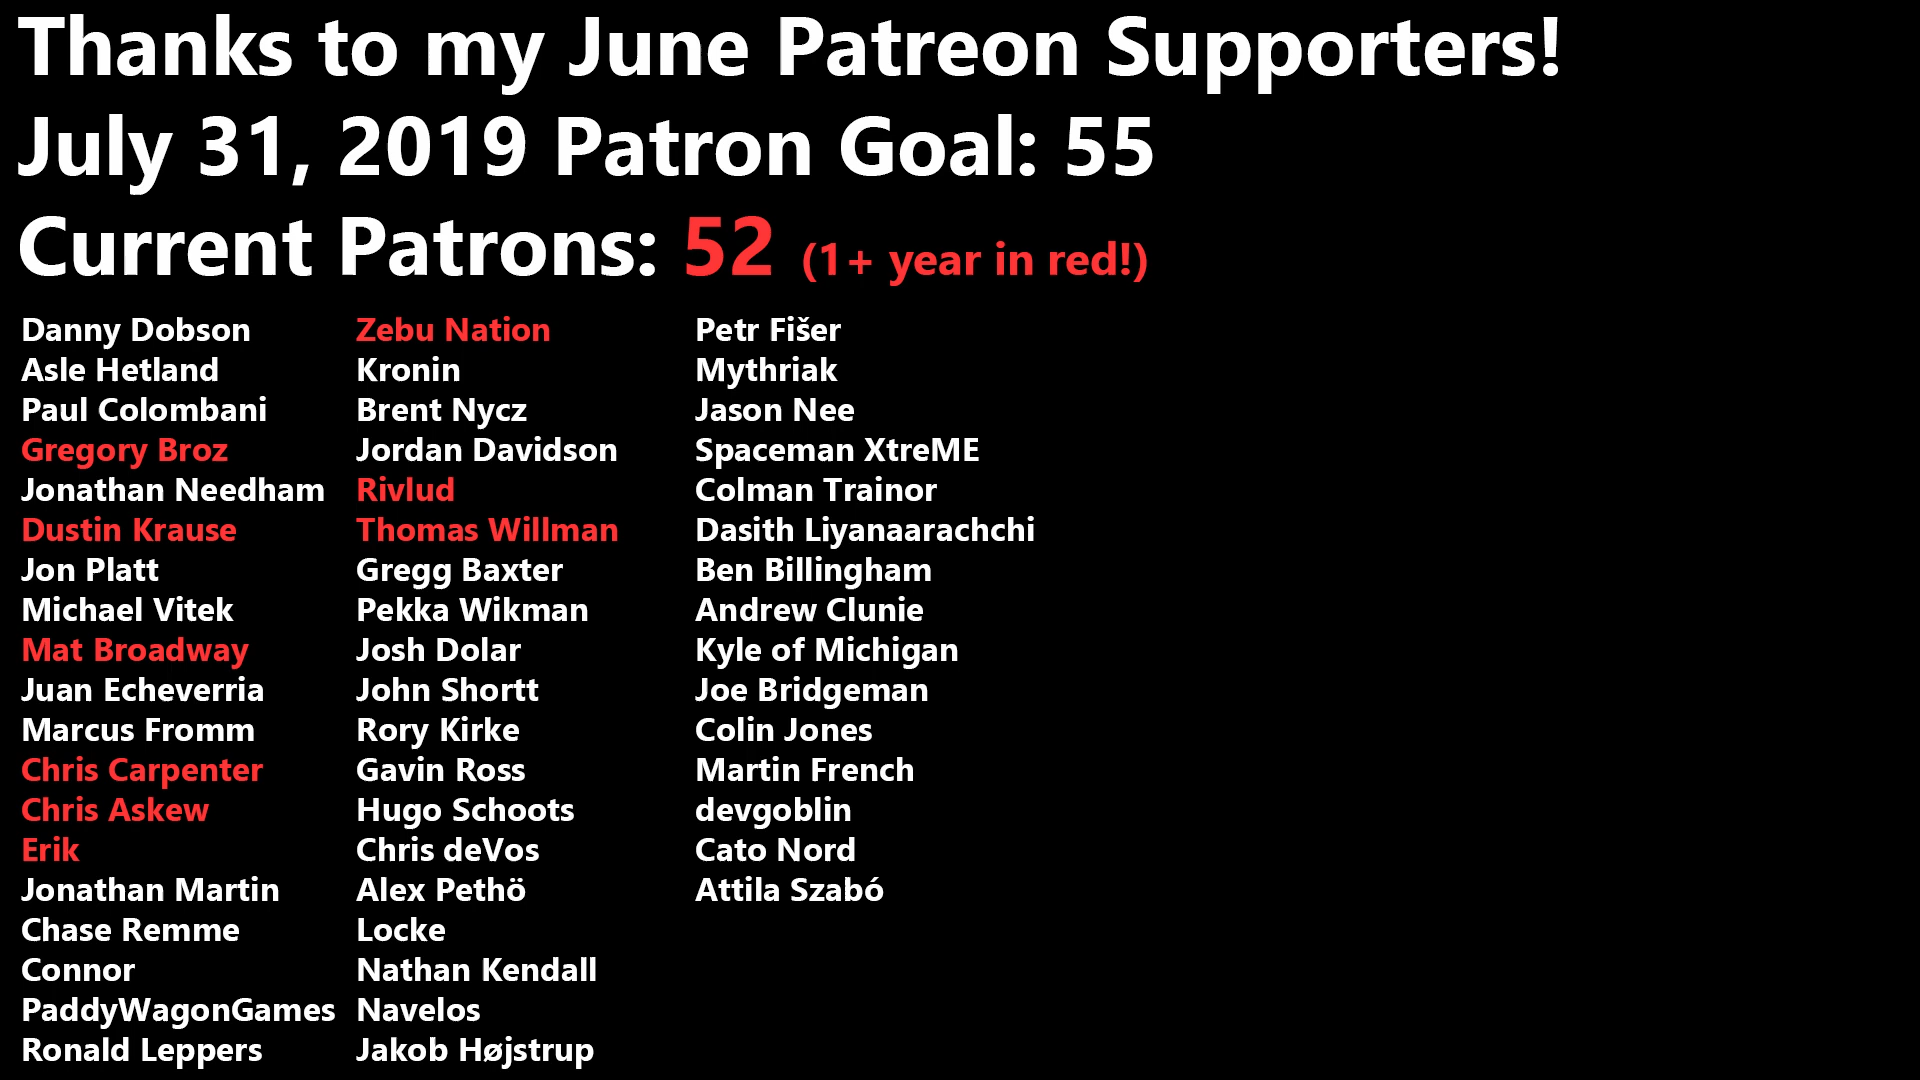 Thanks to my June Patreon Supporters!
July 31, 2019 Patron Goal: 55
Current Patrons: 52 (1+ year in red!)
Danny Dobson
Asle Hetland
Paul Colombani
Gregory Broz
Jonathan Needham
Dustin Krause
Jon Platt
Michael Vitek
Mat Broadway
Juan Echeverria
Marcus Fromm
Chris Carpenter
Chris Askew
Erik
Jonathan Martin
Chase Remme
Connor
PaddyWagonGames
Ronald Leppers
Zebu Nation
Kronin
Brent Nycz
Jordan Davidson
Rivlud
Thomas Willman
Gregg Baxter
Pekka Wikman
Josh Dolar
John Shortt
Rory Kirke
Gavin Ross
Hugo Schoots
Chris deVos
Alex Pethö
Locke
Nathan Kendall
Navelos
Jakob Højstrup
Petr Fišer
Mythriak
Jason Nee
Spaceman XtreME
Colman Trainor
Dasith Liyanaarachchi
Ben Billingham
Andrew Clunie
Kyle of Michigan
Joe Bridgeman
Colin Jones
Martin French
devgoblin
Cato Nord
Attila Szabó